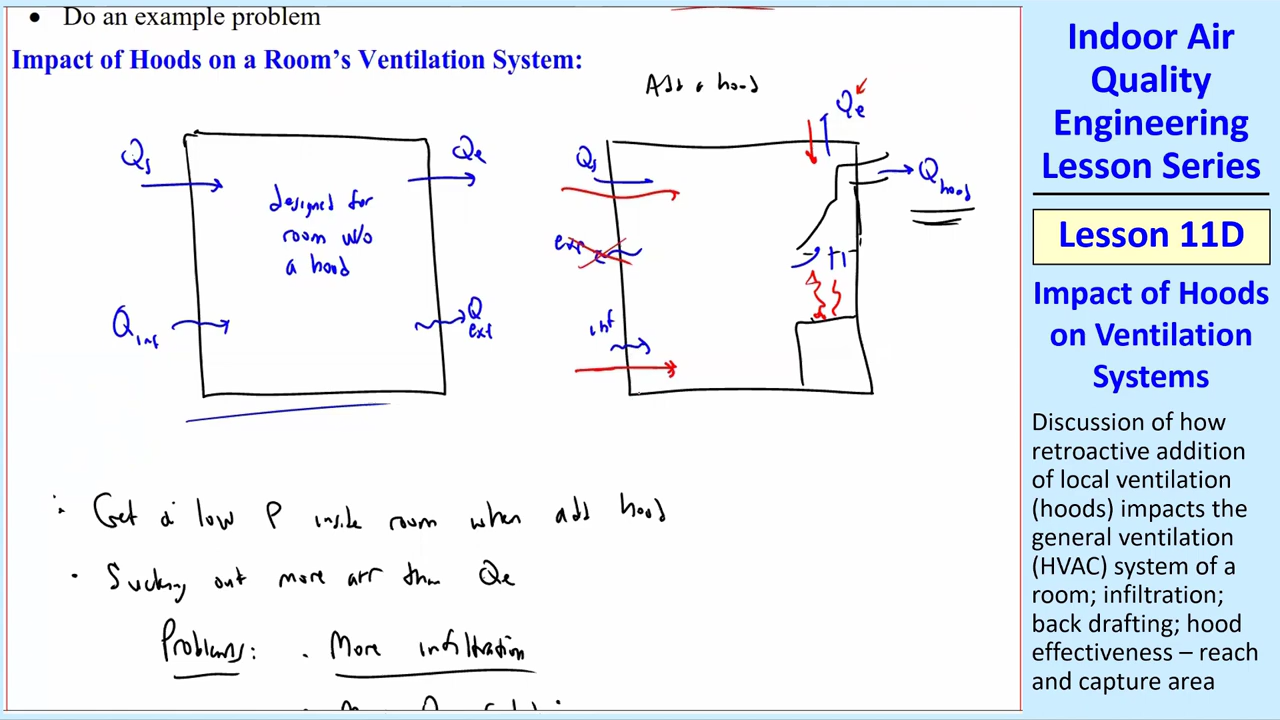 • Do an example problem
Impact of Hoods on a Room's Ventilation System:
Add a hood
Qs
Qe
designed for
room w/o
a hood
Qinf
Q
ext
Qe
Qs
Qhood
inf
Get a low P inside room when add hood
• Sucking out more air than Qe
Problems: • More infiltration
Indoor Air
Quality
Engineering
Lesson Series
Lesson 11D
Impact of Hoods
on Ventilation
Systems
Discussion of how
retroactive addition
of local ventilation
(hoods) impacts the
general ventilation
(HVAC) system of a
room; infiltration;
back drafting; hood
effectiveness – reach
and capture area